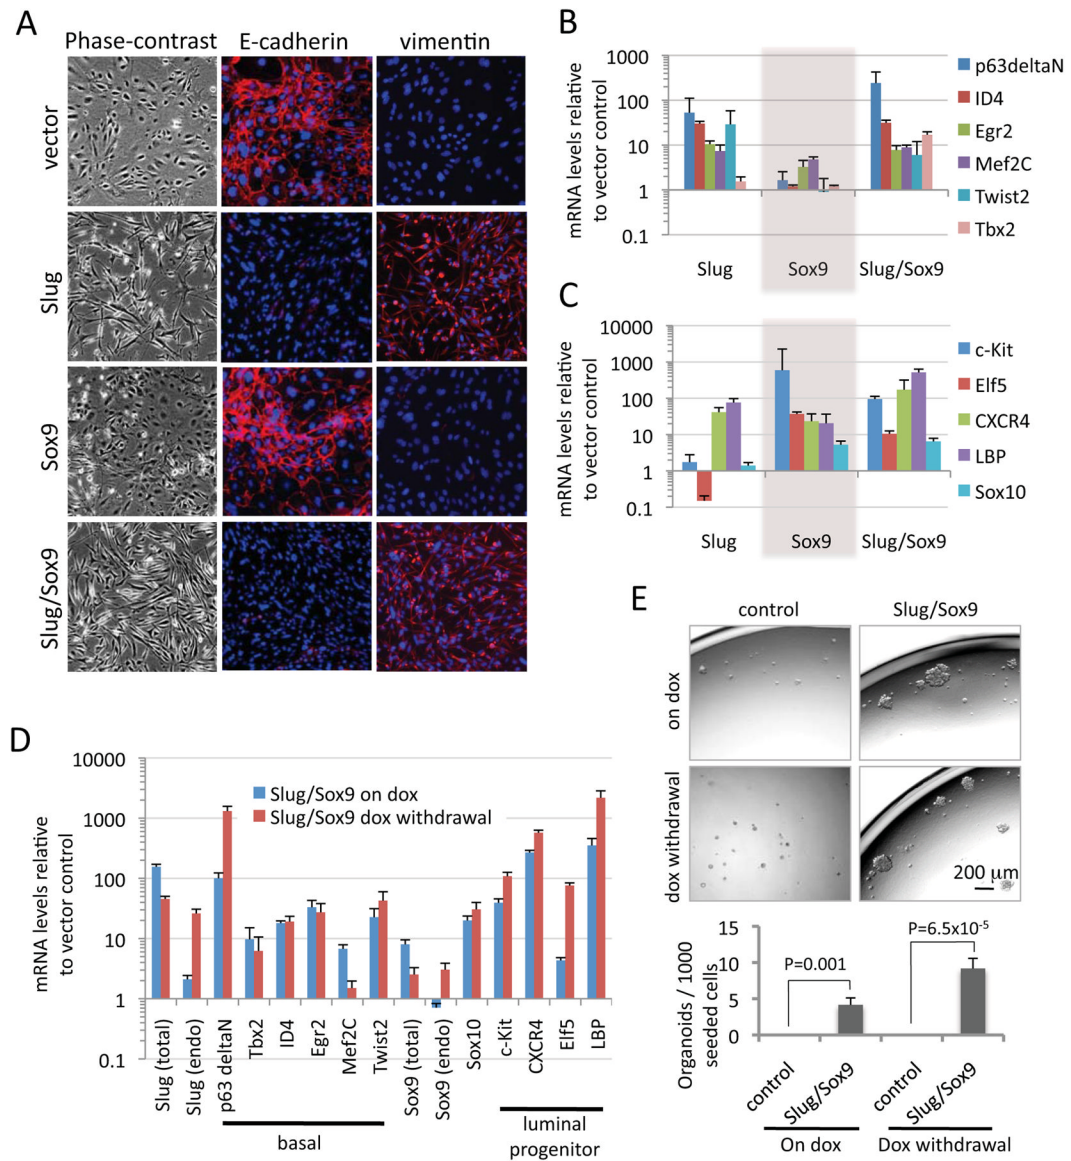 A
Phase-contrast E-cadherin vimentin
vector
Slug
Sox9
Slug/Sox9
B
mRNA levels relative
to vector control
1000
100
10
1
0.1
Slug Sox9 Slug/Sox9
p63deltaN
ID4
Egr2
Mef2C
Twist2
Tbx2
C
mRNA levels relative
to vector control
10000
1000
100
10
1
0.1
Slug Sox9 Slug/Sox9
c-Kit
Elf5
CXCR4
LBP
Sox10
D
mRNA levels relative
to vector control
10000
1000
100
10
1
0.1
Slug/Sox9 on dox
Slug/Sox9 dox withdrawal
Slug (total)
Slug (endo)
p63 deltaN
Tbx2
ID4
Egr2
Mef2C
Twist2
Sox9 (total)
Sox9 (endo)
Sox10
c-Kit
CXCR4
Elf5
LBP
basal
luminal
progenitor
E
control Slug/Sox9
on dox
dox withdrawal
200 μm
Organoids / 1000
seeded cells
15
10
5
0
P=0.001
P=6.5x10-5
control
Slug/Sox9
control
Slug/Sox9
On dox Dox withdrawal